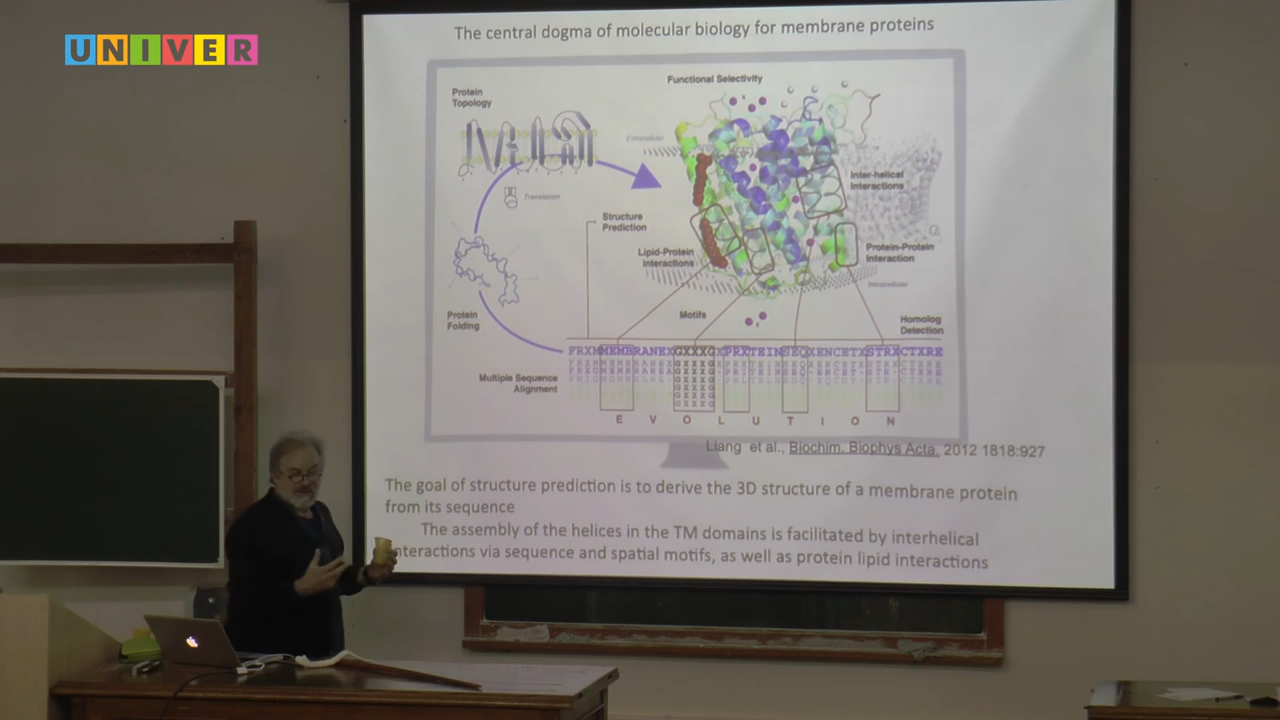 UNIVER
The central dogma of molecular biology for membrane proteins
Functional Selectivity
Protein
Topology
Extracellular
Translation
Inter-helical
Interactions
Structure
Prediction
Lipid-Protein
Interactions
Protein-Protein
Interaction
Intracellular
Protein
Folding
Motifs
Homolog
Detection
FRXMMEMBRANEXGXXXGXPRXTEINSEQXENCETXSTRXCTXRE
Multiple Sequence
Alignment
E V O L U T I O N
Liang et al., Biochim. Biophys Acta, 2012 1818:927
The goal of structure prediction is to derive the 3D structure of a membrane protein
from its sequence
The assembly of the helices in the TM domains is facilitated by interhelical
interactions via sequence and spatial motifs, as well as protein lipid interactions